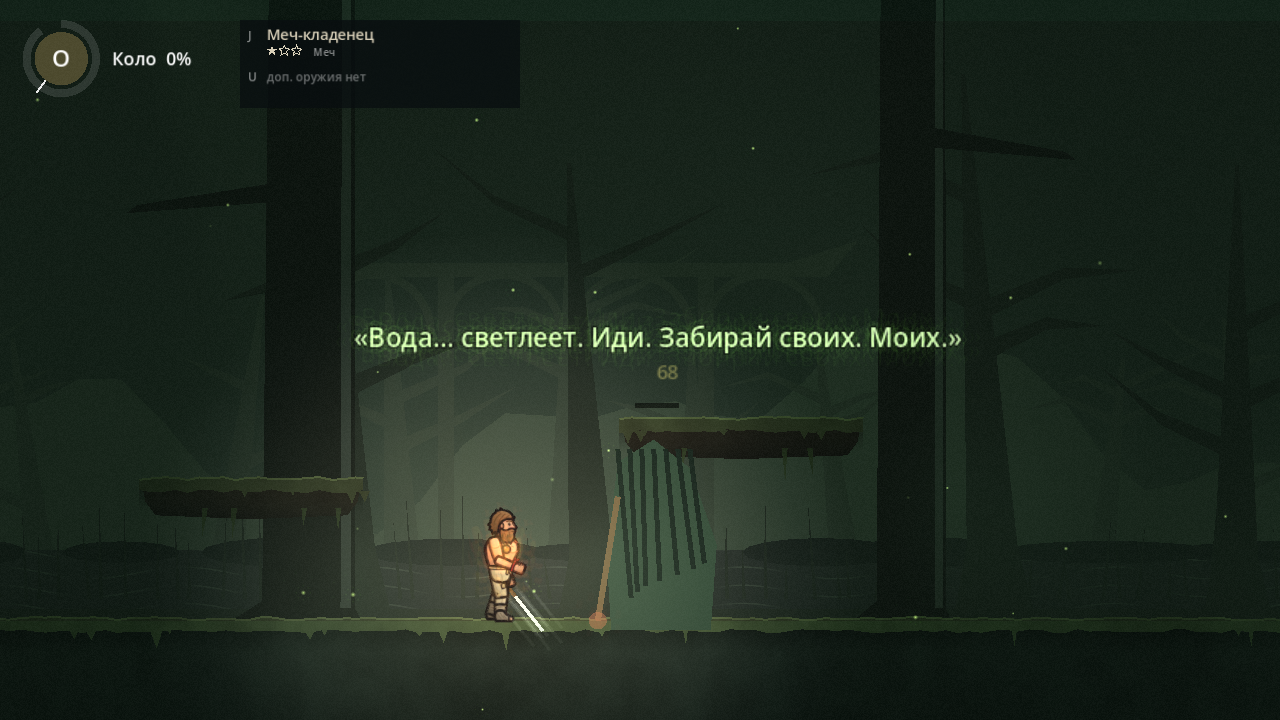 O
Коло 0%
J Меч-кладенец
Меч
U доп. оружия нет
«Вода... светлеет. Иди. Забирай своих. Моих.»
68